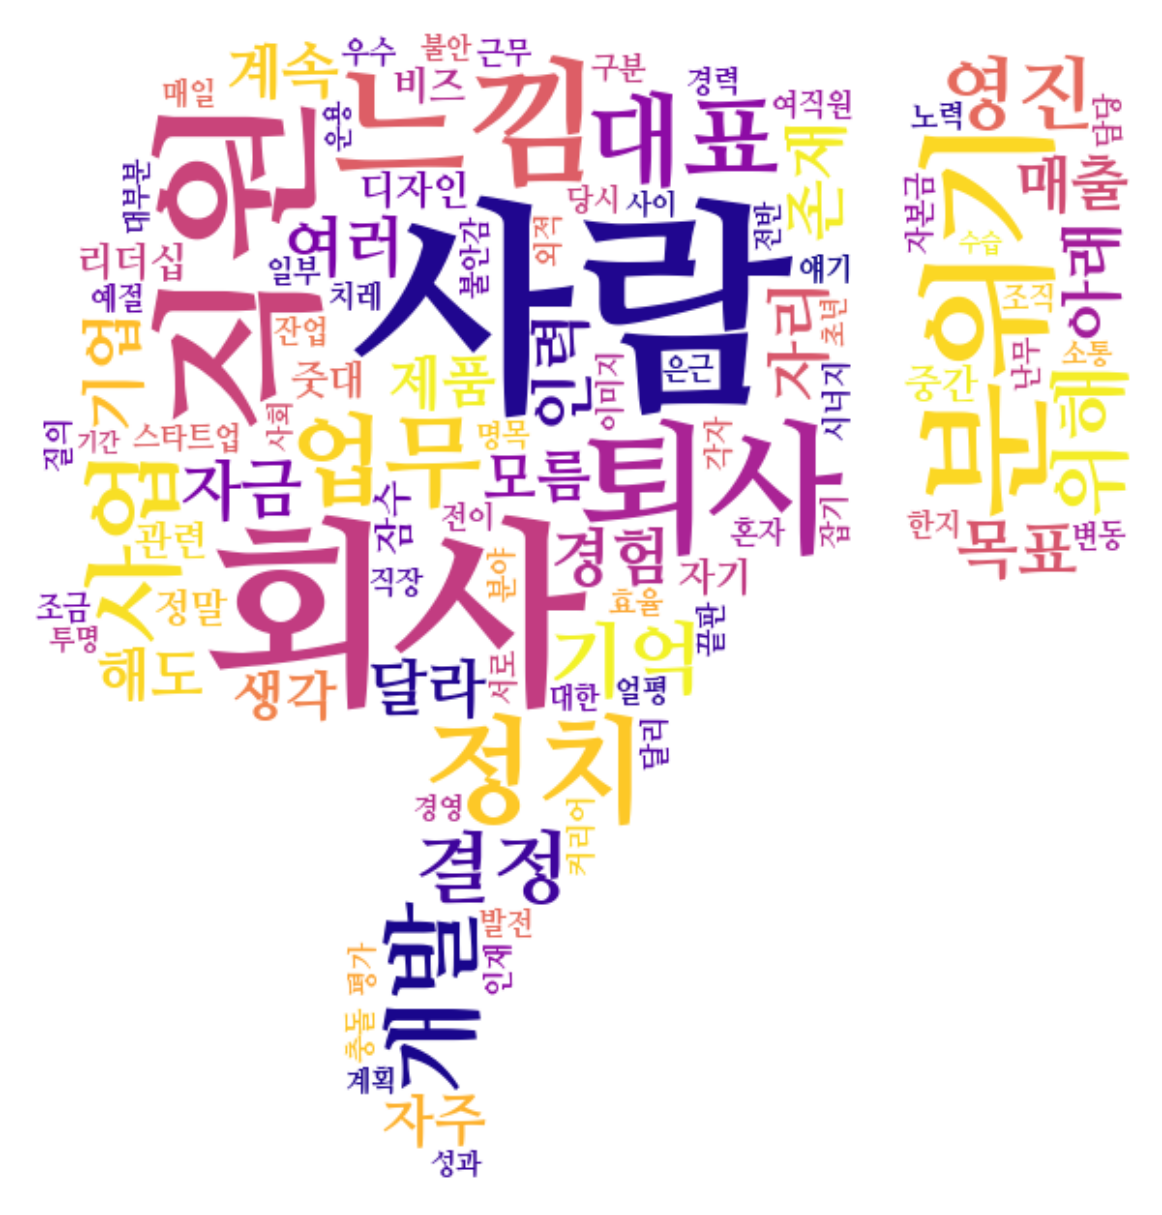 계속
우수
불안
근무
매일
비즈
구분
경력
여직원
느낌
대표
운용
직원
대부분
디자인
당시
사이
전반
존재
영진
노력
담당
분위기
매출
자본금
수습
아래
리더십
여러
일부
예절
치레
불안감
외적
사람
얘기
은근
기업
잔업
줏대
제품
인력
이미지
자리
초년
시너지
조직
소통
난무
중간
위해
질의
기간
스타트업
사회
업무
명목
각자
퇴사
사업
자금
모름
잠수
전이
관련
혼자
잡기
한지
목표
변동
회사
직장
분야
경험
자기
조금
투명
정말
효율
끝판
해도
생각
달라
서로
기억
대한
얼평
정치
달리
경영
결정
커리어
개발
발전
평가
인재
충돌
계획
자주
성과